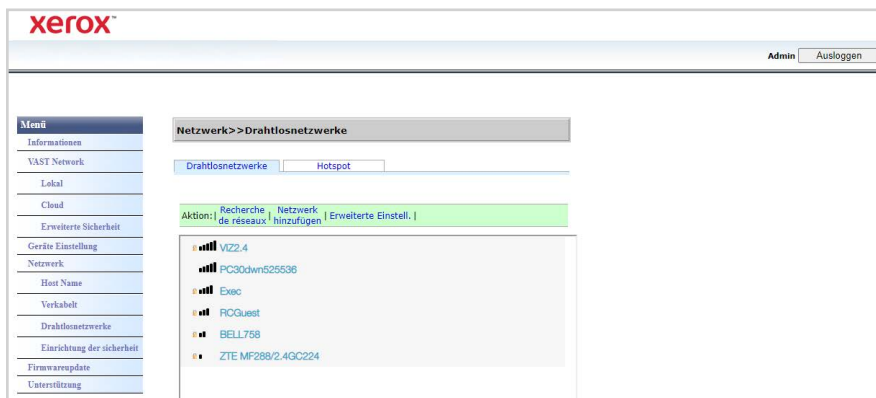 xerox™
Admin Ausloggen
Menü
Informationen
VAST Network
Lokal
Cloud
Erweiterte Sicherheit
Geräte Einstellung
Netzwerk
Host Name
Verkabelt
Drahtlosnetzwerke
Einrichtung der sicherheit
Firmwareupdate
Unterstützung
Netzwerk>>Drahtlosnetzwerke
Drahtlosnetzwerke Hotspot
Aktion:| Recherche de réseaux | Netzwerk hinzufügen | Erweiterte Einstell. |
VIZ2.4
PC30dwn525536
Exec
RCGuest
BELL758
ZTE MF288/2.4GC224